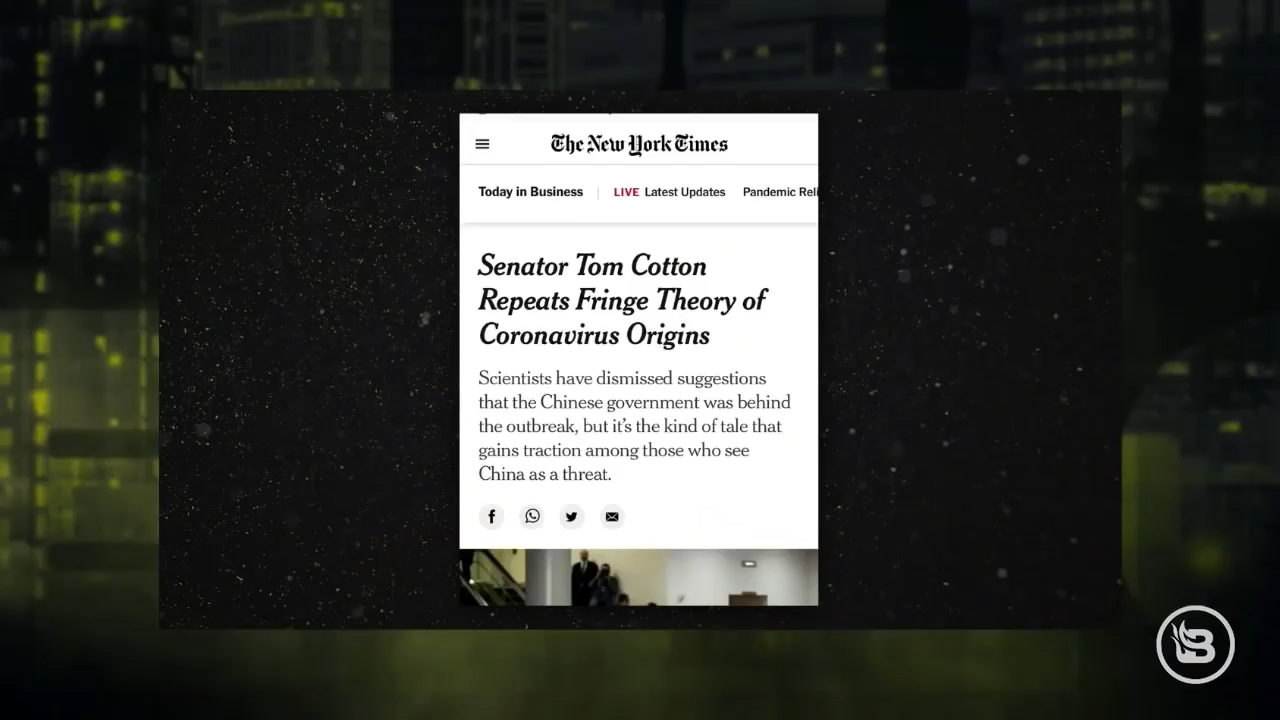 The New York Times
Today in Business LIVE Latest Updates Pandemic Reli
Senator Tom Cotton
Repeats Fringe Theory of
Coronavirus Origins
Scientists have dismissed suggestions
that the Chinese government was behind
the outbreak, but it's the kind of tale that
gains traction among those who see
China as a threat.
B